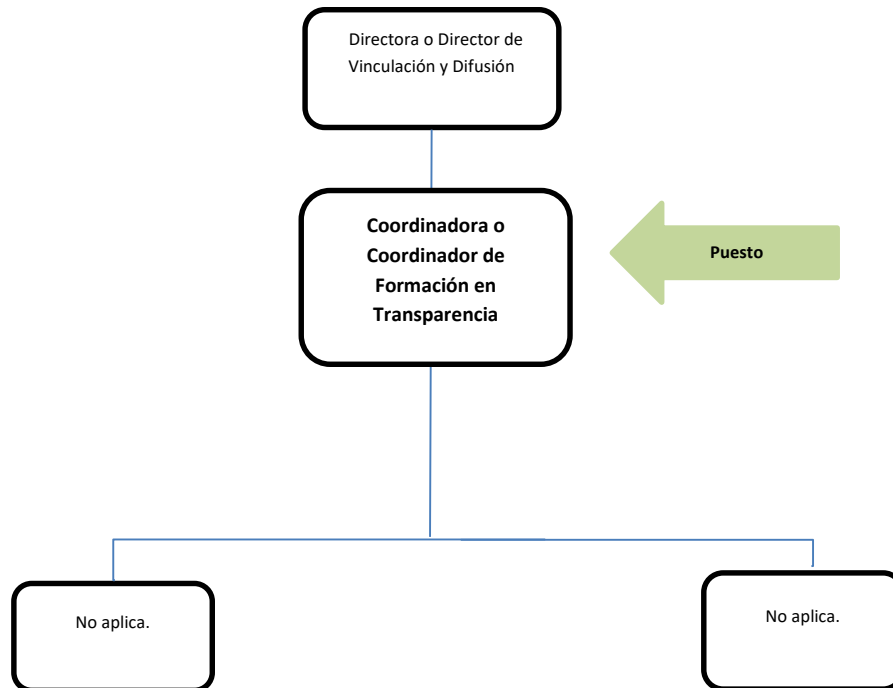 Directora o Director de
Vinculación y Difusión
Coordinadora o
Coordinador de
Formación en
Transparencia
Puesto
No aplica.
No aplica.